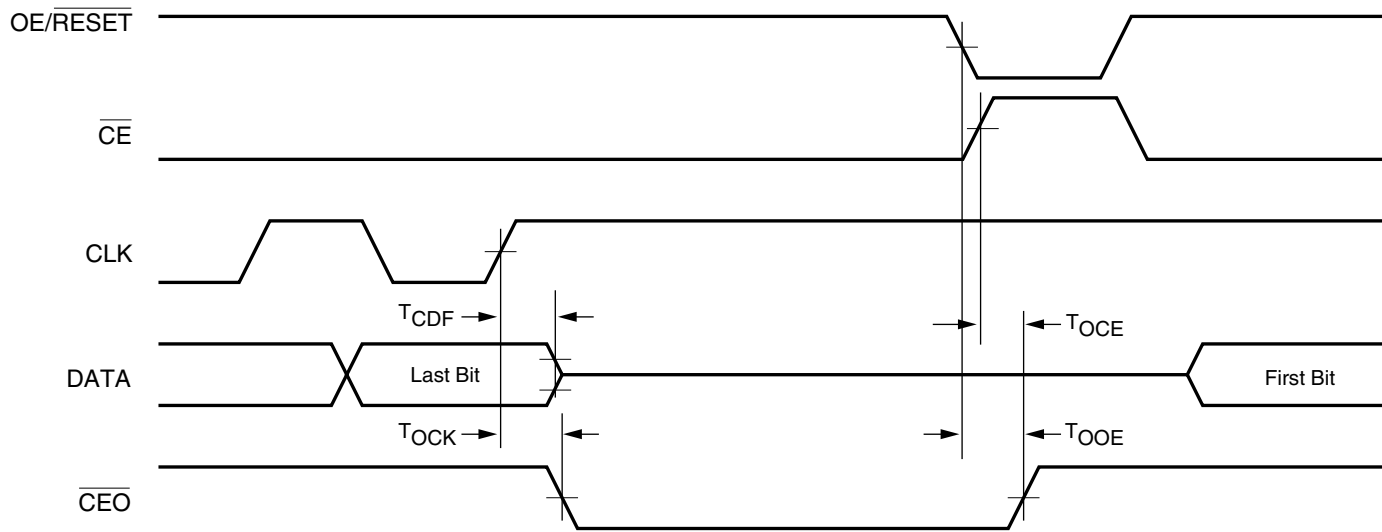 OE/RESET
CE
CLK
TCDF
TOCE
DATA
Last Bit
First Bit
TOCK
TOOE
CEO